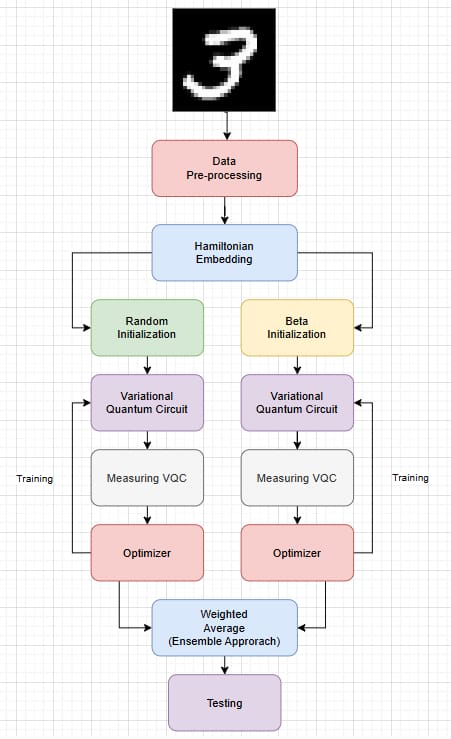 Data
Pre-processing
Hamiltonian
Embedding
Random
Initialization
Beta
Initialization
Variational
Quantum Circuit
Variational
Quantum Circuit
Training
Measuring VQC
Measuring VQC
Training
Optimizer
Optimizer
Weighted
Average
(Ensemble Approrach)
Testing